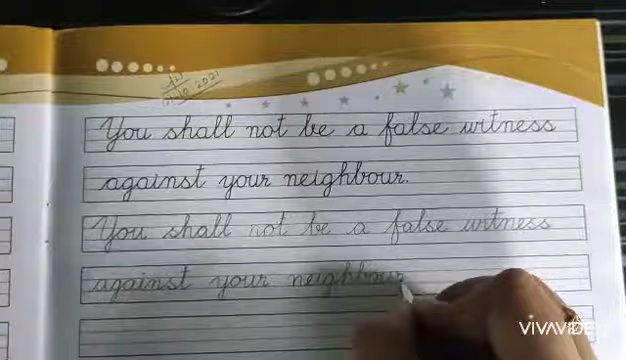 2021
You shall not be a false witness
against your neighbour.
You shall not be a false witness
against your neighbour
VIVAVIDEO